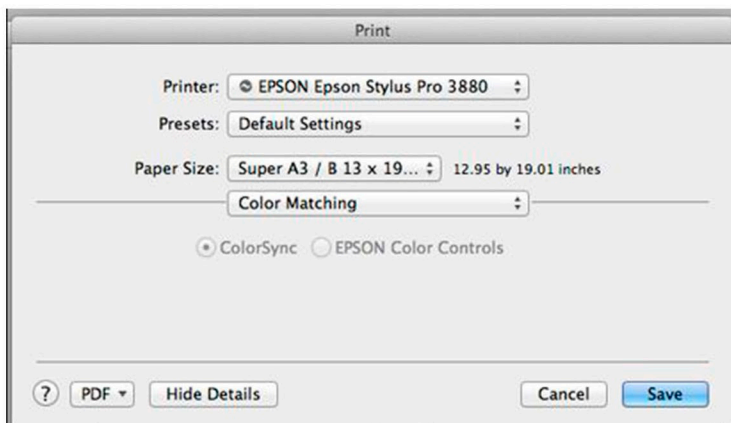 Print
Printer: EPSON Epson Stylus Pro 3880
Presets: Default Settings
Paper Size: Super A3 / B 13 x 19... 12.95 by 19.01 inches
Color Matching
ColorSync EPSON Color Controls
? PDF Hide Details Cancel Save